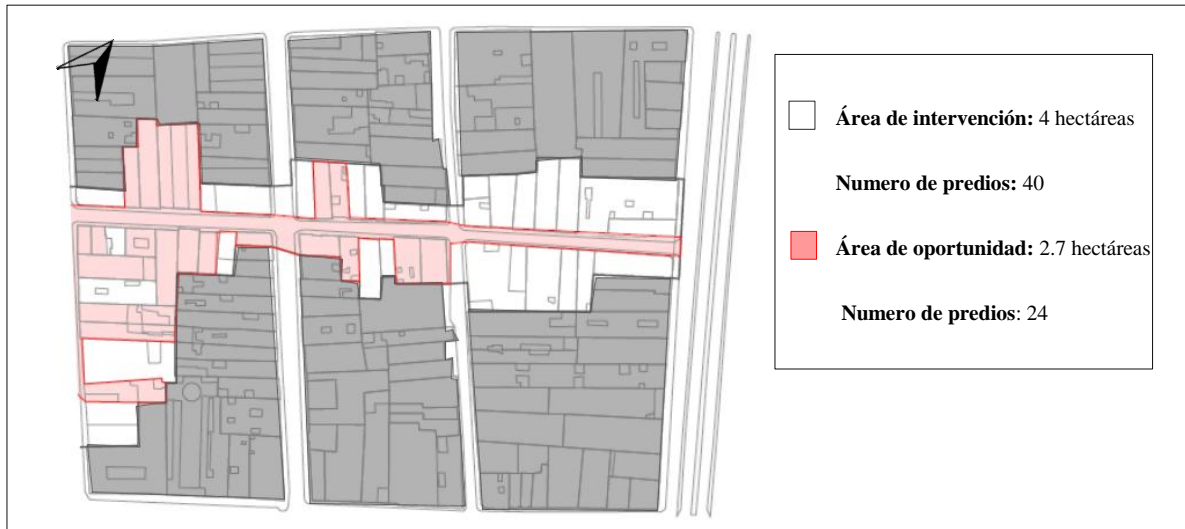 Área de intervención: 4 hectáreas
Numero de predios: 40
Área de oportunidad: 2.7 hectáreas
Numero de predios: 24